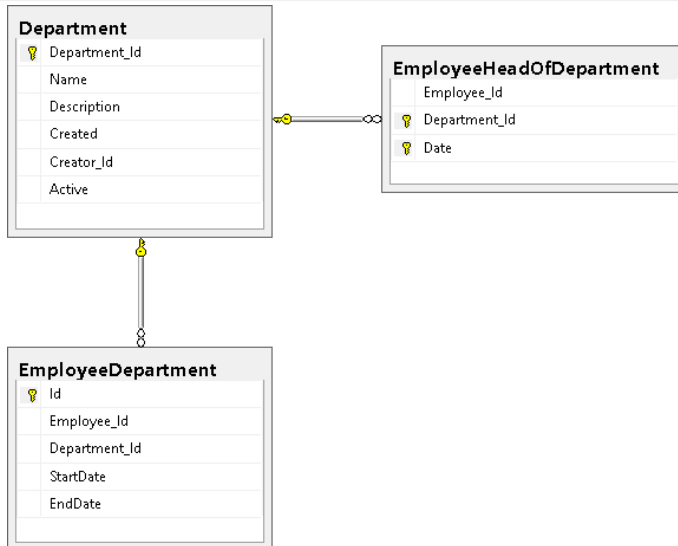 Department
Department_Id
Name
Description
Created
Creator_Id
Active
EmployeeHeadOfDepartment
Employee_Id
Department_Id
Date
EmployeeDepartment
Id
Employee_Id
Department_Id
StartDate
EndDate